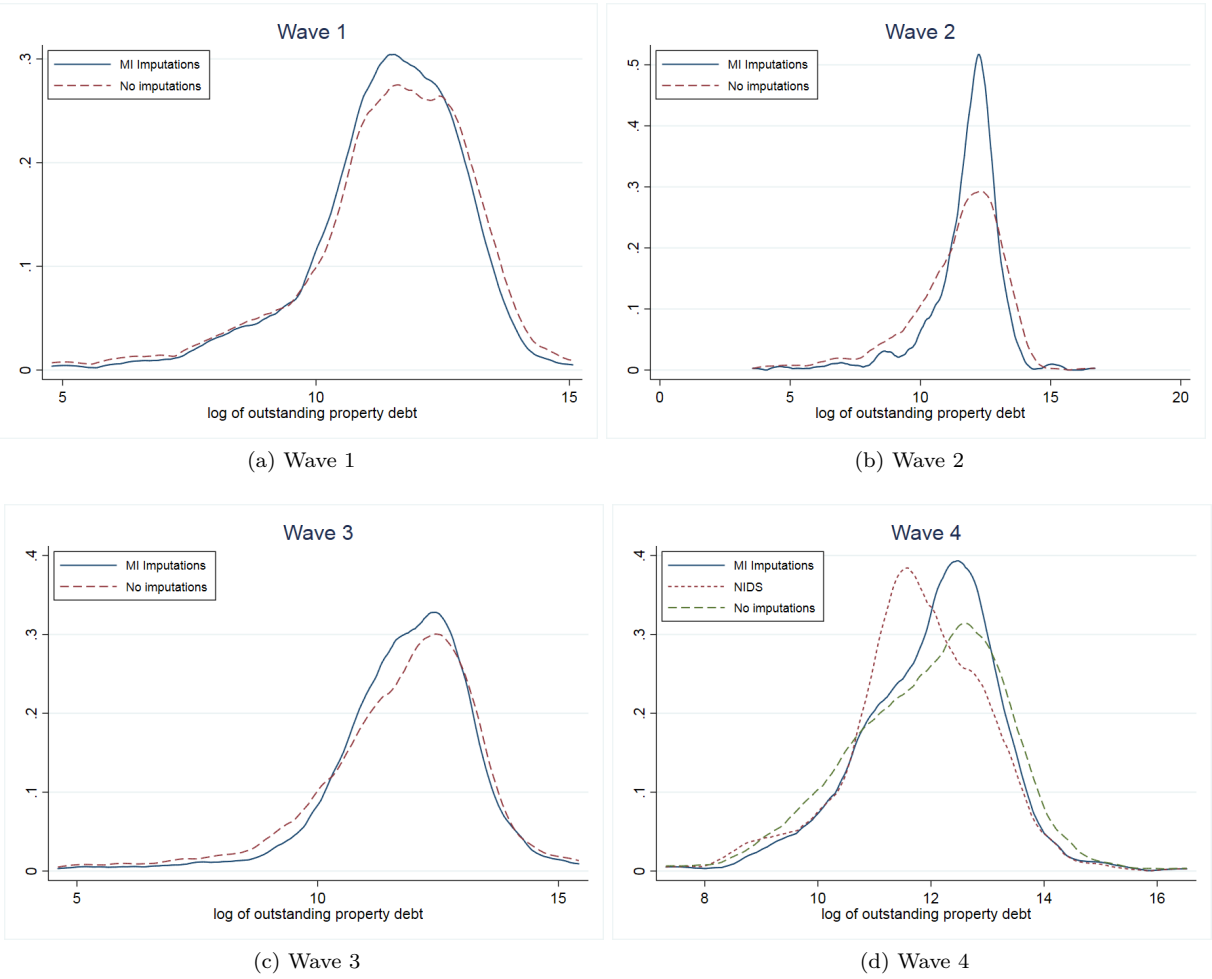 Wave 1
MI Imputations
No imputations
.3
.2
.1
0
5
10
15
log of outstanding property debt
(a) Wave 1
Wave 2
MI Imputations
No imputations
.5
.4
.3
.2
.1
0
0
5
10
15
20
log of outstanding property debt
(b) Wave 2
Wave 3
MI Imputations
No imputations
.4
.3
.2
.1
0
5
10
15
log of outstanding property debt
(c) Wave 3
Wave 4
MI Imputations
NIDS
No imputations
.4
.3
.2
.1
0
8
10
12
14
16
log of outstanding property debt
(d) Wave 4